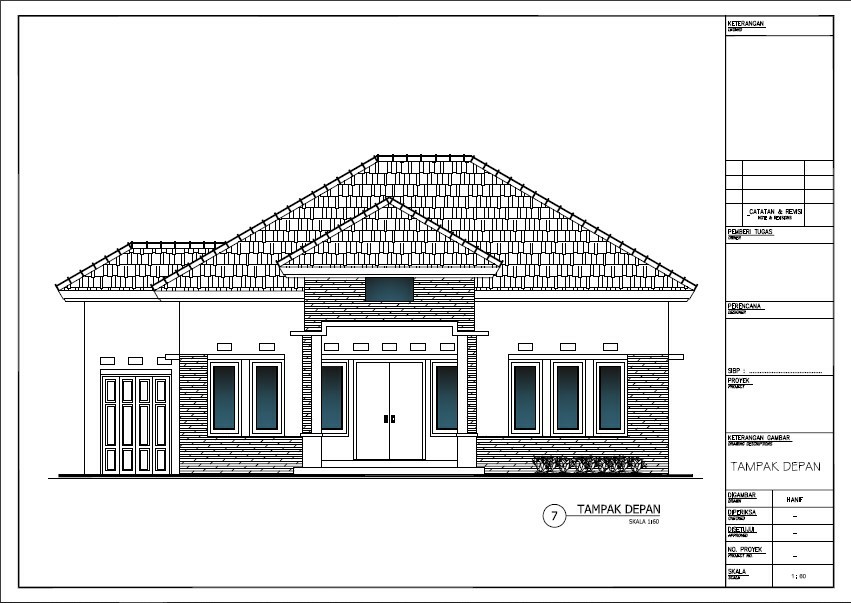 KETERANGAN
LEGEND
CATATAN & REVISI
NOTE & REVISIONS
PEMBERI TUGAS
OWNER
PERENCANA
DESIGNER
SIBP : ..............................
PROYEK
PROJECT
KETERANGAN GAMBAR
DRAWING DESCRIPTIONS
TAMPAK DEPAN
DIGAMBAR
DRAWN
HANIF
DIPERIKSA
CHECKED
–
DISETUJUI
APPROVED
–
NO. PROYEK
PROJECT NO.
–
SKALA
SCALE
1 : 60
7
TAMPAK DEPAN
SKALA 1:60